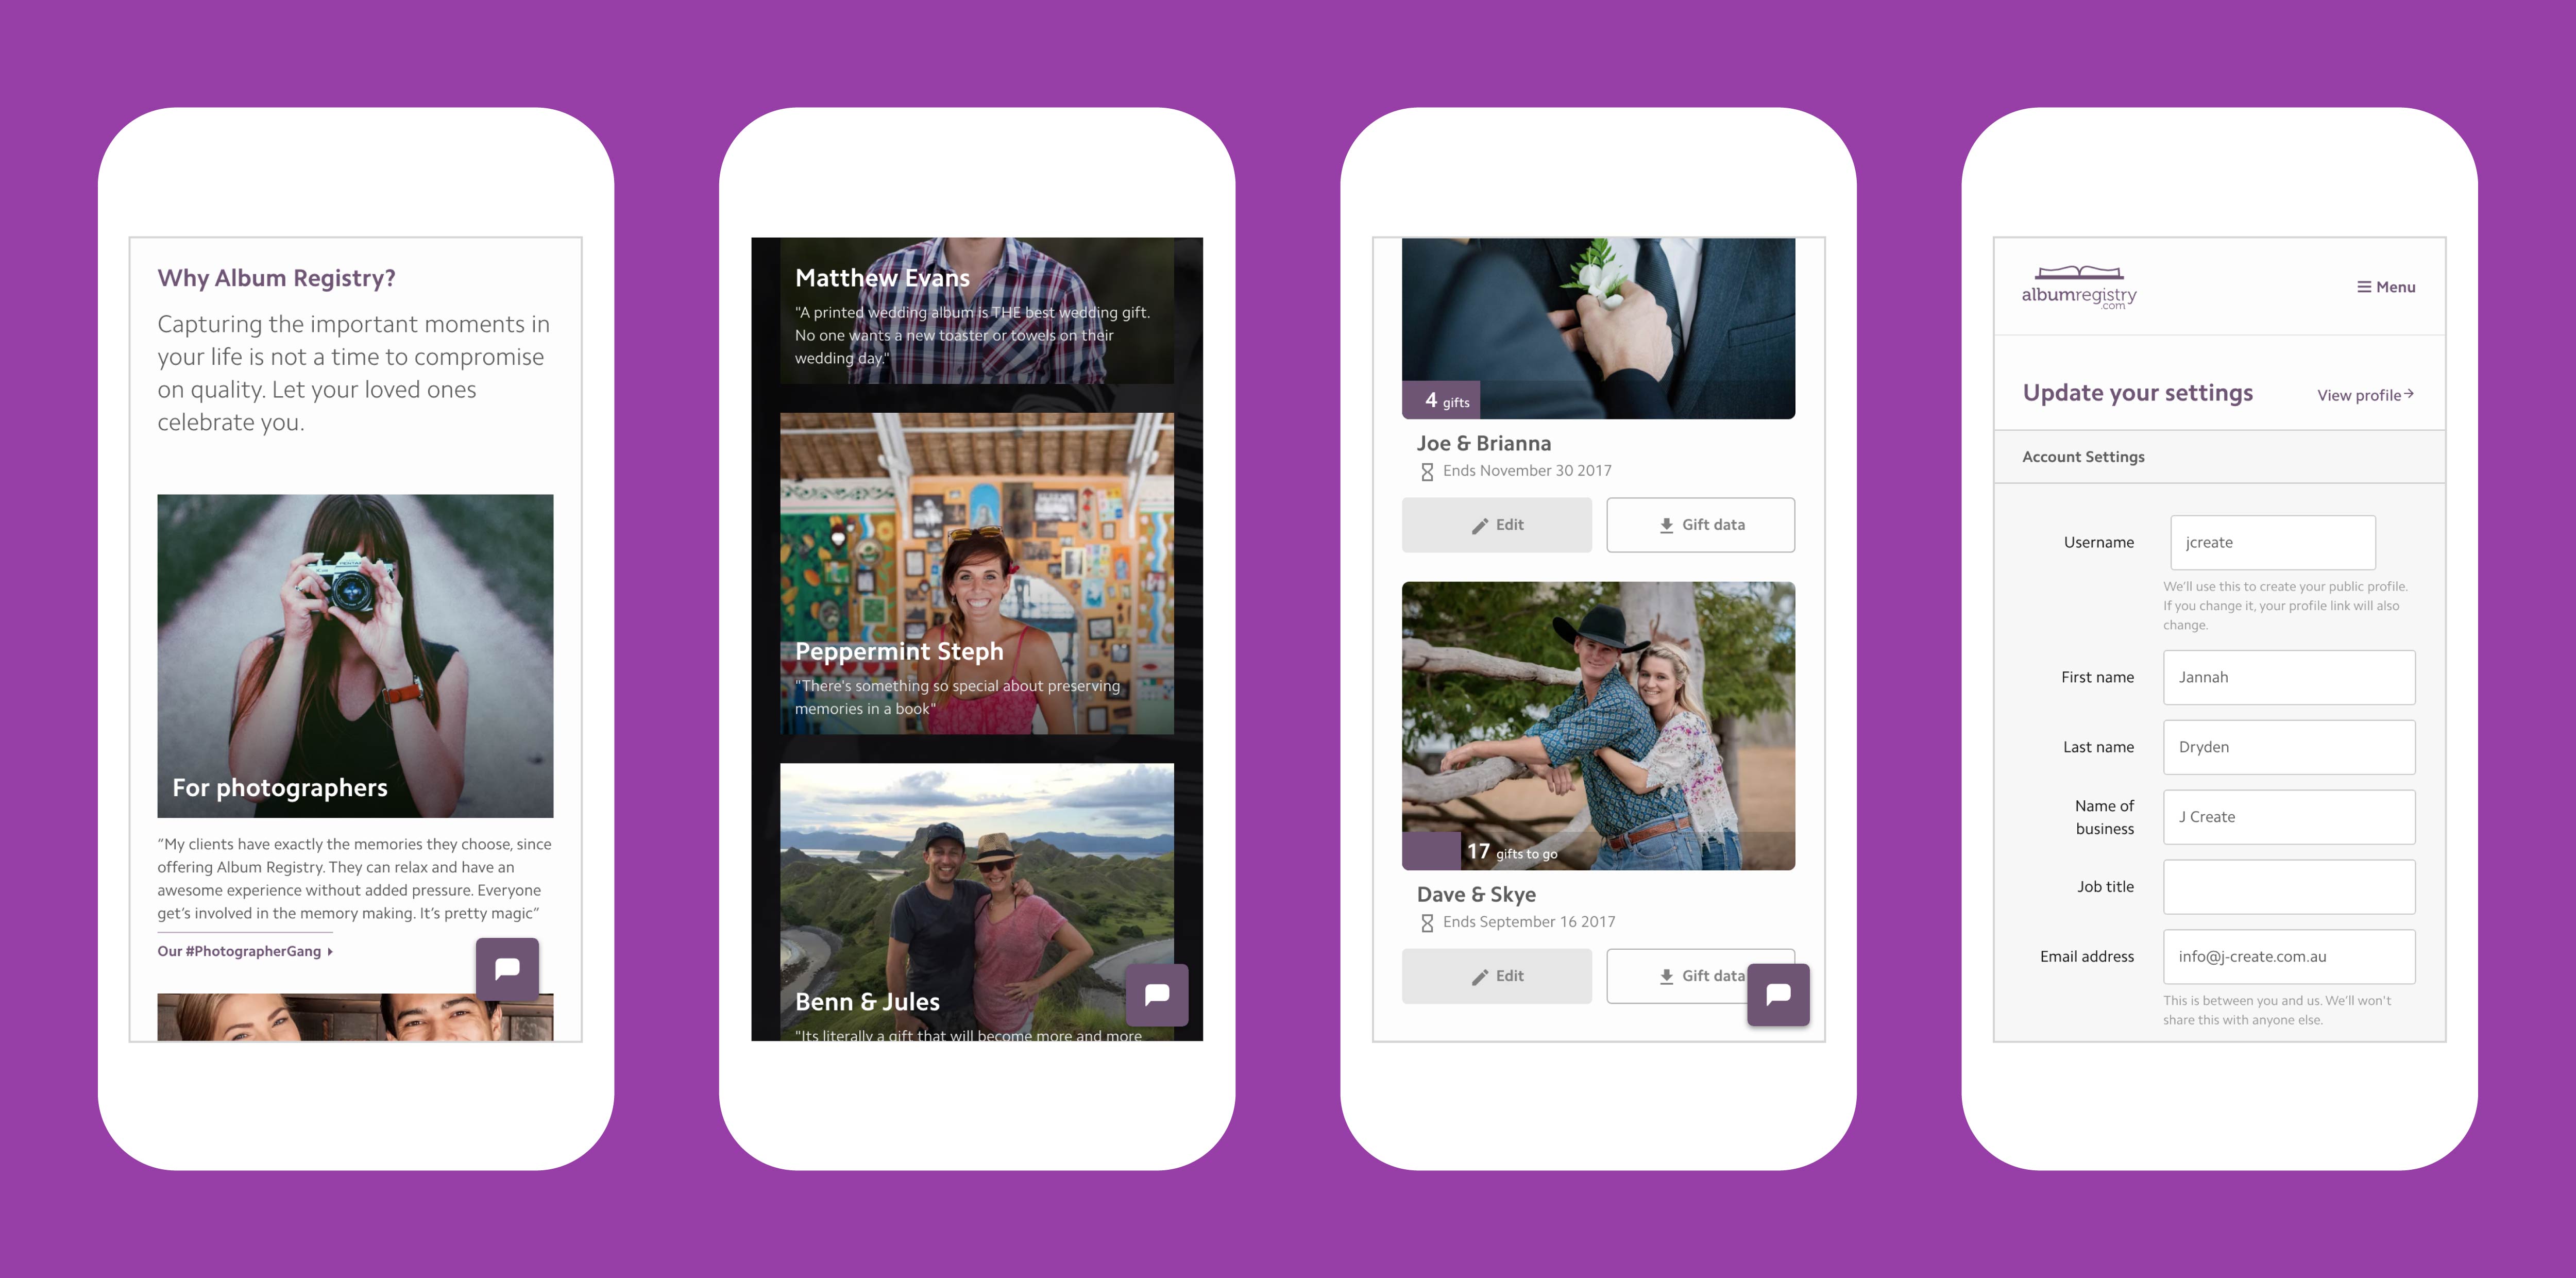 Why Album Registry?
Capturing the important moments in
your life is not a time to compromise
on quality. Let your loved ones
celebrate you.
For photographers
“My clients have exactly the memories they choose, since
offering Album Registry. They can relax and have an
awesome experience without added pressure. Everyone
get’s involved in the memory making. It’s pretty magic”
Our #PhotographerGang
Matthew Evans
"A printed wedding album is THE best wedding gift.
No one wants a new toaster or towels on their
wedding day."
Peppermint Steph
"There's something so special about preserving
memories in a book"
Benn & Jules
"Its literally a gift that will become more and more
4 gifts
Joe & Brianna
Ends November 30 2017
Edit
Gift data
17 gifts to go
Dave & Skye
Ends September 16 2017
Edit
Gift data
albumregistry
.com
Menu
Update your settings
View profile→
Account Settings
Username
jcreate
We’ll use this to create your public profile.
If you change it, your profile link will also
change.
First name
Jannah
Last name
Dryden
Name of
business
J Create
Job title
Email address
info@j-create.com.au
This is between you and us. We’ll won’t
share this with anyone else.